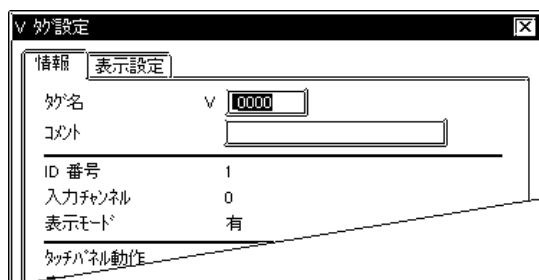 V ﾀｸﾞ設定
情報 表示設定
ﾀｸﾞ名 V 0000
ｺﾒﾝﾄ
ID 番号 1
入力ﾁｬﾝﾈﾙ 0
表示ﾓｰﾄﾞ 有
ﾀｯﾁﾊﾟﾈﾙ動作